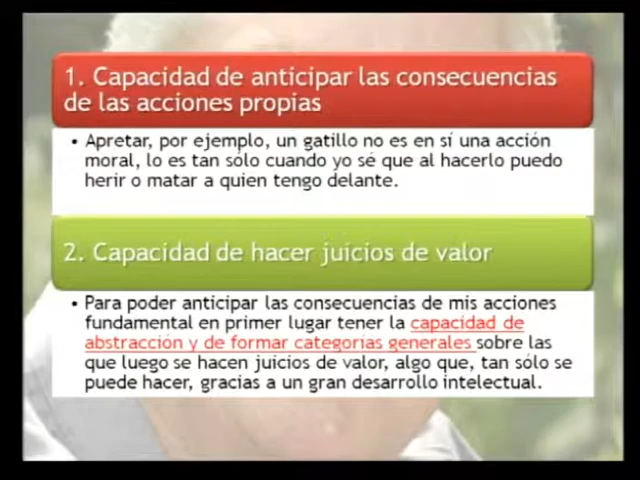 1. Capacidad de anticipar las consecuencias
de las acciones propias
• Apretar, por ejemplo, un gatillo no es en sí una acción
moral, lo es tan sólo cuando yo sé que al hacerlo puedo
herir o matar a quien tengo delante.
2. Capacidad de hacer juicios de valor
• Para poder anticipar las consecuencias de mis acciones
fundamental en primer lugar tener la capacidad de
abstracción y de formar categorías generales sobre las
que luego se hacen juicios de valor, algo que, tan sólo se
puede hacer, gracias a un gran desarrollo intelectual.